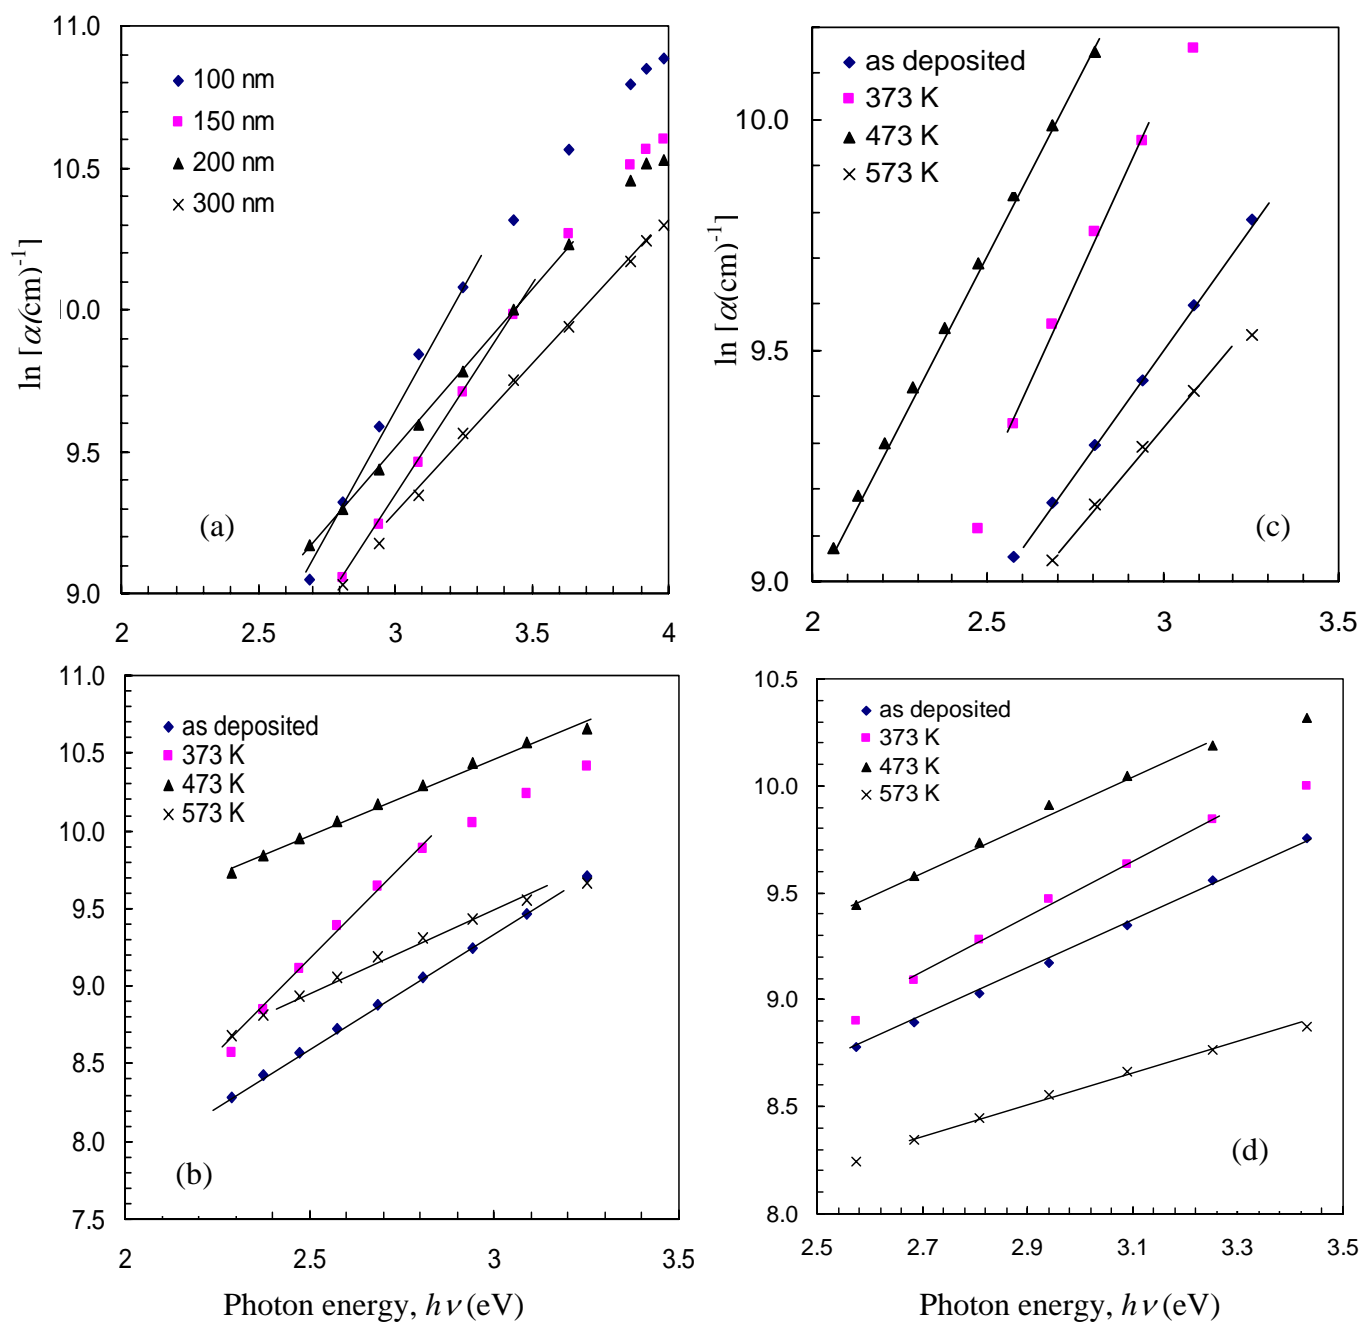 11.0
10.5
10.0
9.5
9.0
2
2.5
3
3.5
4
ln [α(cm)-1]
100 nm
150 nm
200 nm
300 nm
(a)
10.0
9.5
9.0
2
2.5
3
3.5
ln [α(cm)-1]
as deposited
373 K
473 K
573 K
(c)
11.0
10.5
10.0
9.5
9.0
8.5
8.0
7.5
2
2.5
3
3.5
as deposited
373 K
473 K
573 K
(b)
Photon energy, hν (eV)
10.5
10.0
9.5
9.0
8.5
8.0
2.5
2.7
2.9
3.1
3.3
3.5
as deposited
373 K
473 K
573 K
(d)
Photon energy, hν (eV)